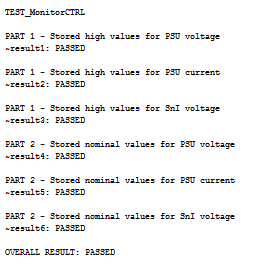 TEST_MonitorCTRL
PART 1 - Stored high values for PSU voltage
~result1: PASSED
PART 1 - Stored high values for PSU current
~result2: PASSED
PART 1 - Stored high values for SnI voltage
~result3: PASSED
PART 2 - Stored nominal values for PSU voltage
~result4: PASSED
PART 2 - Stored nominal values for PSU current
~result5: PASSED
PART 2 - Stored nominal values for SnI voltage
~result6: PASSED
OVERALL RESULT: PASSED